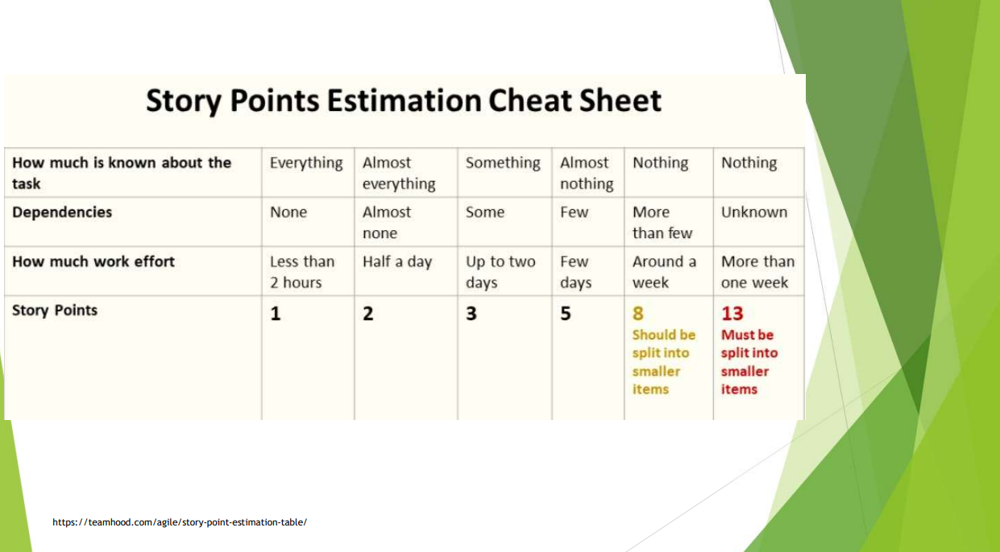 Story Points Estimation Cheat Sheet
How much is known about the
task
Everything
Almost
everything
Something
Almost
nothing
Nothing
Nothing
Dependencies
None
Almost
none
Some
Few
More
than few
Unknown
How much work effort
Less than
2 hours
Half a day
Up to two
days
Few
days
Around a
week
More than
one week
Story Points
1
2
3
5
8
Should be
split into
smaller
items
13
Must be
split into
smaller
items
https://teamhood.com/agile/story-point-estimation-table/